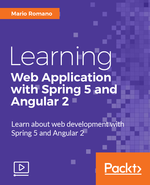 Mario Romano
Learning
Web Application
with Spring 5 and
Angular 2
Learn about web development with
Spring 5 and Angular 2
Packt>